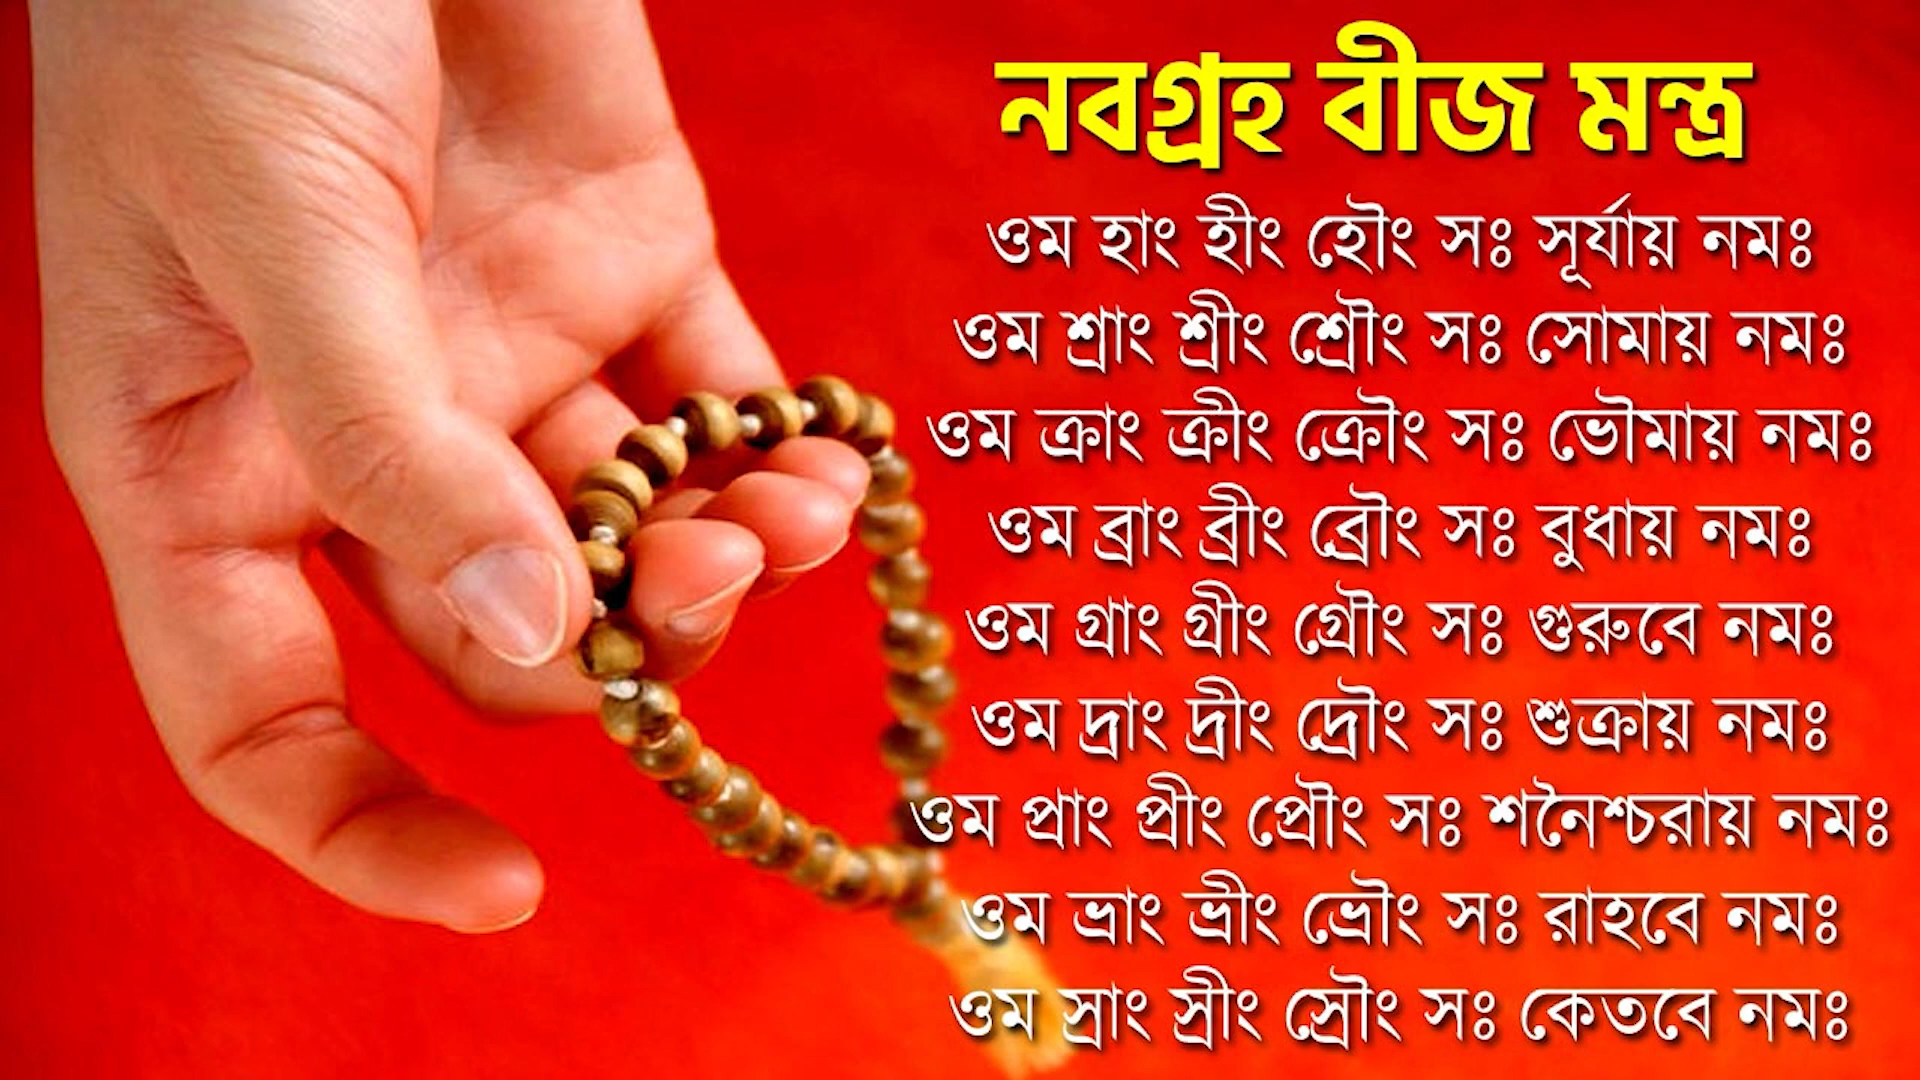 নবগ্রহ বীজ মন্ত্র
ওম হাং হীং হৌং সঃ সূর্যায় নমঃ
ওম শ্রাং শ্রীং শ্রৌং সঃ সোমায় নমঃ
ওম ক্রাং ক্রীং ক্রৌং সঃ ভৌমায় নমঃ
ওম ব্রাং ব্রীং ব্রৌং সঃ বুধায় নমঃ
ওম গ্রাং গ্রীং গ্রৌং সঃ গুরুবে নমঃ
ওম দ্রাং দ্রীং দ্রৌং সঃ শুক্রায় নমঃ
ওম প্রাং প্রীং প্রৌং সঃ শনৈশ্চরায় নমঃ
ওম ভ্রাং ভ্রীং ভ্রৌং সঃ রাহবে নমঃ
ওম স্রাং স্রীং স্রৌং সঃ কেতবে নমঃ